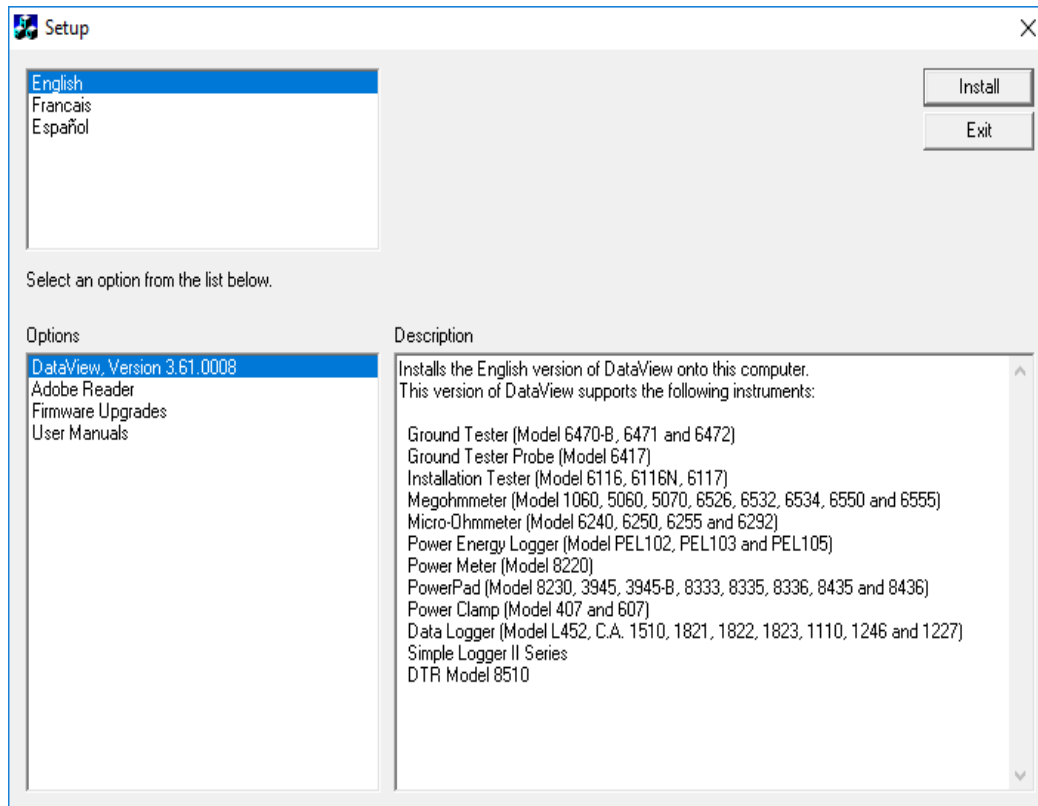 Setup
English
Francais
Español
Install
Exit
Select an option from the list below.
Options
DataView, Version 3.61.0008
Adobe Reader
Firmware Upgrades
User Manuals
Description
Installs the English version of DataView onto this computer.
This version of DataView supports the following instruments:
Ground Tester (Model 6470-B, 6471 and 6472)
Ground Tester Probe (Model 6417)
Installation Tester (Model 6116, 6116N, 6117)
Megohmmeter (Model 1060, 5060, 5070, 6526, 6532, 6534, 6550 and 6555)
Micro-Ohmmeter (Model 6240, 6250, 6255 and 6292)
Power Energy Logger (Model PEL102, PEL103 and PEL105)
Power Meter (Model 8220)
PowerPad (Model 8230, 3945, 3945-B, 8333, 8335, 8336, 8435 and 8436)
Power Clamp (Model 407 and 607)
Data Logger (Model L452, C.A. 1510, 1821, 1822, 1823, 1110, 1246 and 1227)
Simple Logger II Series
DTR Model 8510